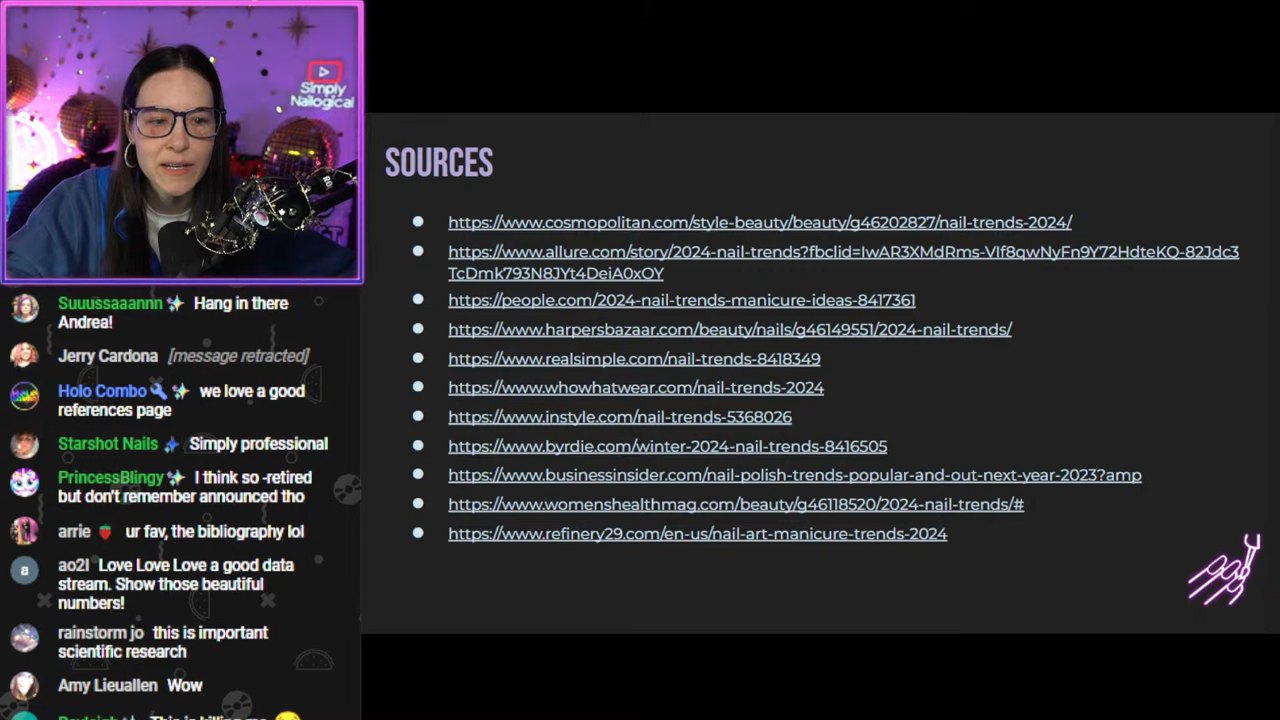 Simply
Nailogical
SOURCES
https://www.cosmopolitan.com/style-beauty/beauty/g46202827/nail-trends-2024/
https://www.allure.com/story/2024-nail-trends?fbclid=IwAR3XMdRms-VIf8qwNyFn9Y72HdteKQ-82Jdc3
TcDmk793N8JYt4DeiA0xOY
https://people.com/2024-nail-trends-manicure-ideas-8417361
https://www.harpersbazaar.com/beauty/nails/g46149551/2024-nail-trends/
https://www.realsimple.com/nail-trends-8418349
https://www.whowhatwear.com/nail-trends-2024
https://www.instyle.com/nail-trends-5368026
https://www.byrdie.com/winter-2024-nail-trends-8416505
https://www.businessinsider.com/nail-polish-trends-popular-and-out-next-year-2023?amp
https://www.womenshealthmag.com/beauty/g46118520/2024-nail-trends/#
https://www.refinery29.com/en-us/nail-art-manicure-trends-2024
Suuussaaannn Hang in there
Andrea!
Jerry Cardona [message retracted]
Holo Combo we love a good
references page
Starshot Nails Simply professional
PrincessBlingy I think so -retired
but don't remember announced tho
arrie ur fav, the bibliography lol
a
ao2l Love Love Love a good data
stream. Show those beautiful
numbers!
rainstorm jo this is important
scientific research
Amy Lieuallen Wow
This is killing me